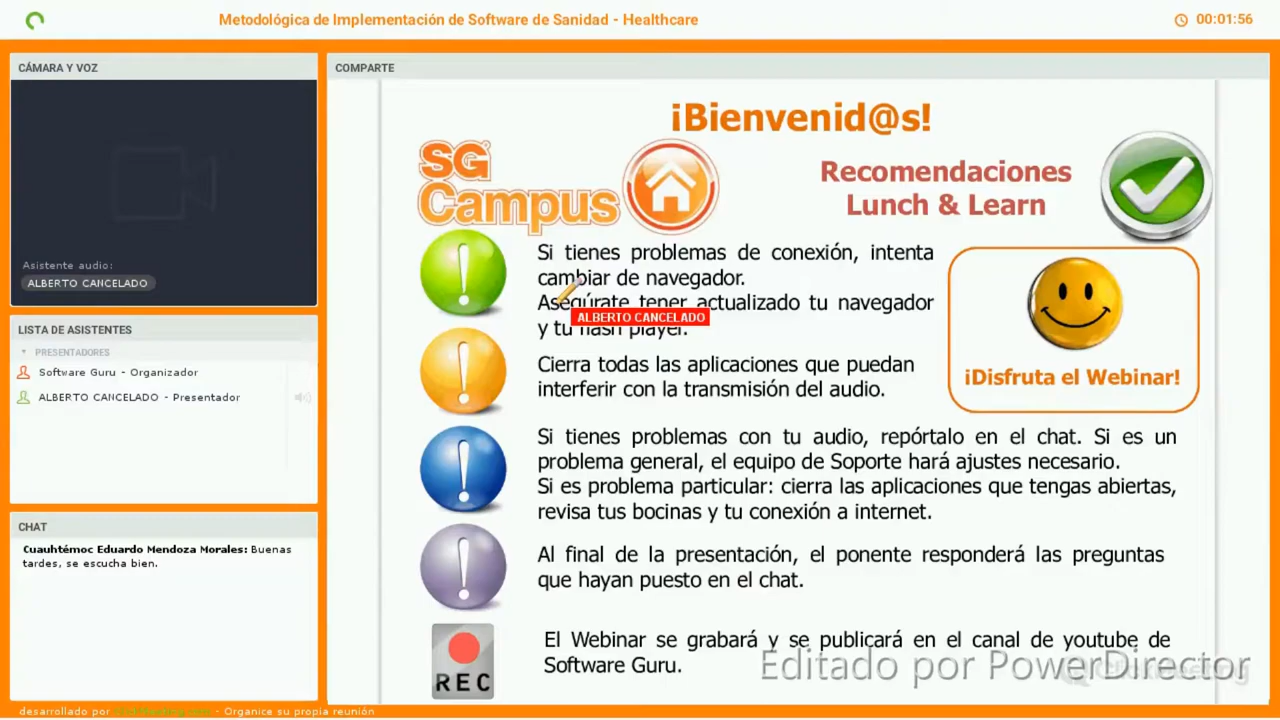 Metodológica de Implementación de Software de Sanidad - Healthcare
00:01:56
CÁMARA Y VOZ
Asistente audio:
ALBERTO CANCELADO
LISTA DE ASISTENTES
PRESENTADORES
Software Guru - Organizador
ALBERTO CANCELADO - Presentador
CHAT
Cuauhtémoc Eduardo Mendoza Morales: Buenas
tardes, se escucha bien.
COMPARTE
¡Bienvenid@s!
SG
Campus
Recomendaciones
Lunch & Learn
Si tienes problemas de conexión, intenta
cambiar de navegador.
Asegúrate tener actualizado tu navegador
ALBERTO CANCELADO
y tu flash player.
¡Disfruta el Webinar!
Cierra todas las aplicaciones que puedan
interferir con la transmisión del audio.
Si tienes problemas con tu audio, repórtalo en el chat. Si es un
problema general, el equipo de Soporte hará ajustes necesario.
Si es problema particular: cierra las aplicaciones que tengas abiertas,
revisa tus bocinas y tu conexión a internet.
Al final de la presentación, el ponente responderá las preguntas
que hayan puesto en el chat.
REC
El Webinar se grabará y se publicará en el canal de youtube de
Software Guru.
Editado por PowerDirector
desarrollado por ClickMeeting.com - Organice su propia reunión